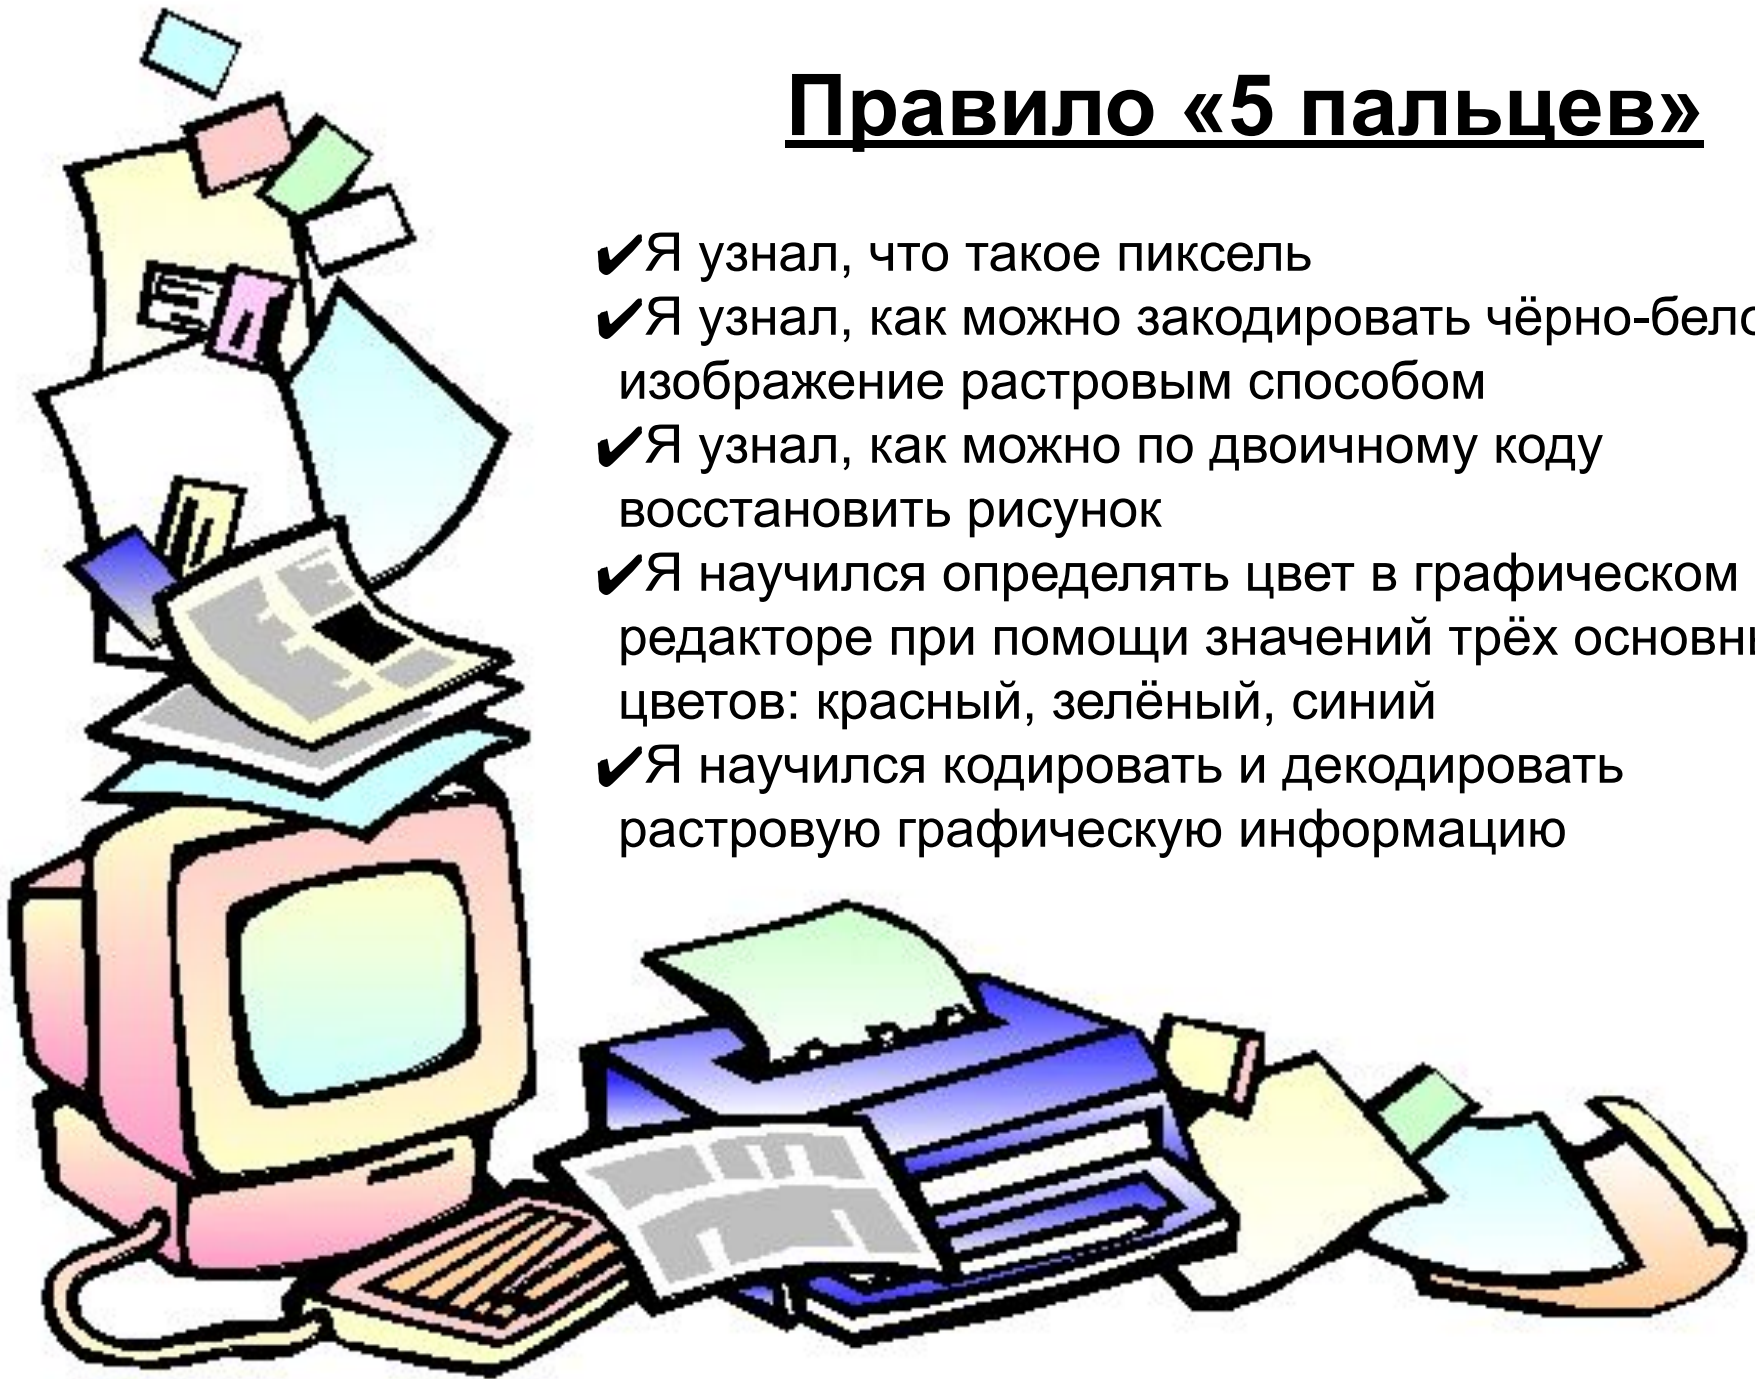 Правило «5 пальцев»
✔Я узнал, что такое пиксель
✔Я узнал, как можно закодировать чёрно-бело
изображение растровым способом
✔Я узнал, как можно по двоичному коду
восстановить рисунок
✔Я научился определять цвет в графическом
редакторе при помощи значений трёх основн
цветов: красный, зелёный, синий
✔Я научился кодировать и декодировать
растровую графическую информацию